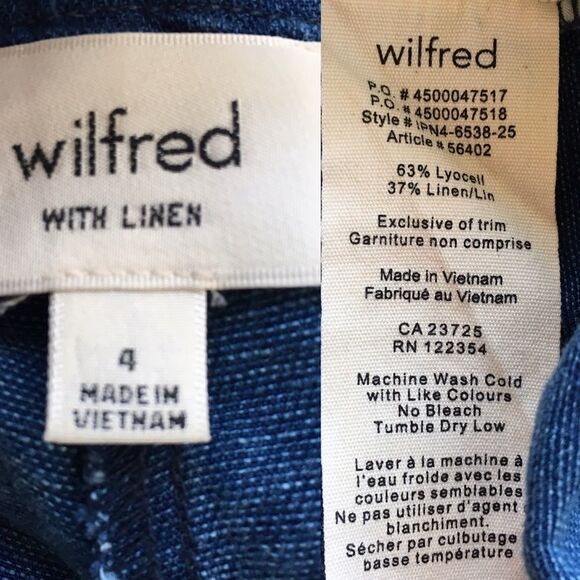 wilfred
WITH LINEN
4
MADE IN
VIETNAM
wilfred
P.O. # 4500047517
P.O. # 4500047518
Style # IPN4-6538-25
Article # 56402
63% Lyocell
37% Linen/Lin
Exclusive of trim
Garniture non comprise
Made in Vietnam
Fabriqué au Vietnam
CA 23725
RN 122354
Machine Wash Cold
with Like Colours
No Bleach
Tumble Dry Low
Laver à la machine à
l'eau froide avec les
couleurs semblables
Ne pas utiliser d'agent
blanchiment.
Sécher par culbutage
basse température